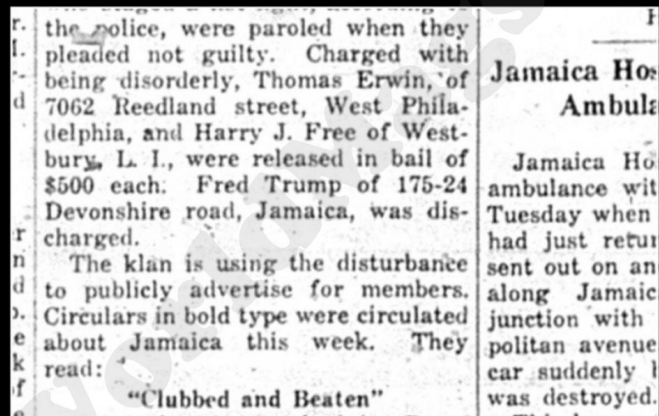 the police, were paroled when they
pleaded not guilty. Charged with
being disorderly, Thomas Erwin, of
7062 Reedland street, West Phila-
delphia, and Harry J. Free of West-
bury, L. I., were released in bail of
$500 each. Fred Trump of 175-24
Devonshire road, Jamaica, was dis-
charged.
The klan is using the disturbance
to publicly advertise for members.
Circulars in bold type were circulated
about Jamaica this week. They
read:
"Clubbed and Beaten"
Jamaica Hos
Ambula
Jamaica Ho
ambulance wit
Tuesday when
had just retur
sent out on an
along Jamaic
junction with
politan avenue
car suddenly
was destroyed.